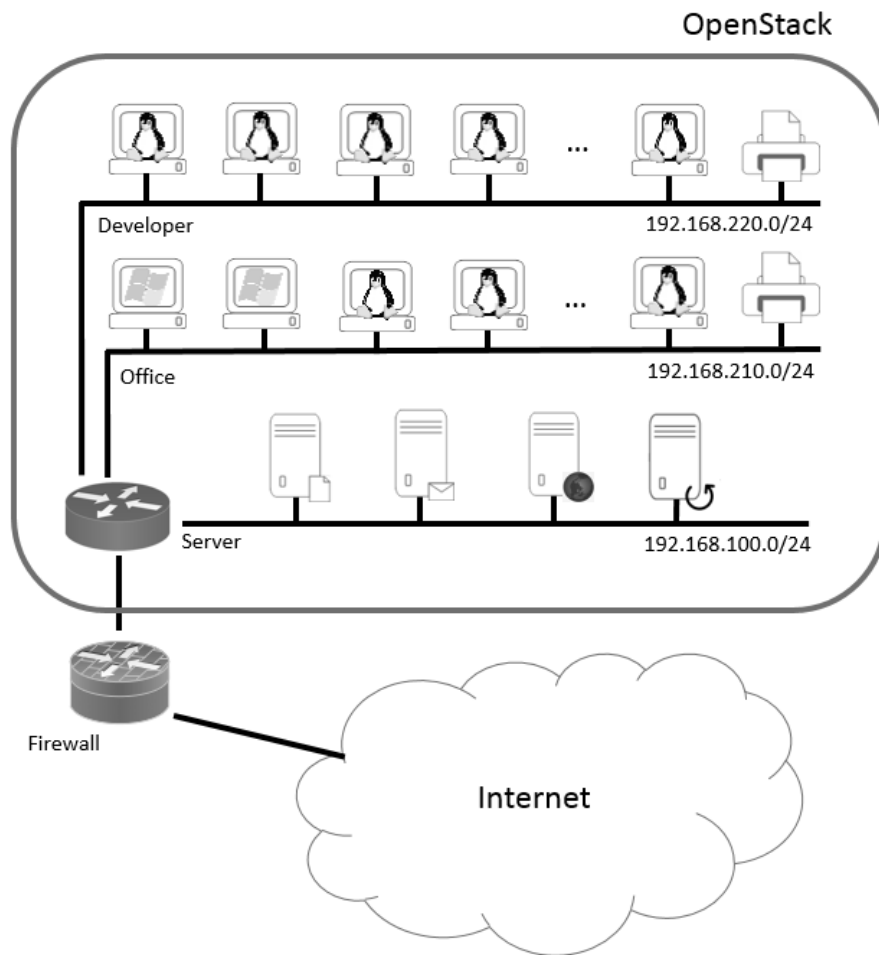 OpenStack
...
Developer 192.168.220.0/24
...
Office 192.168.210.0/24
Server 192.168.100.0/24
Firewall
Internet